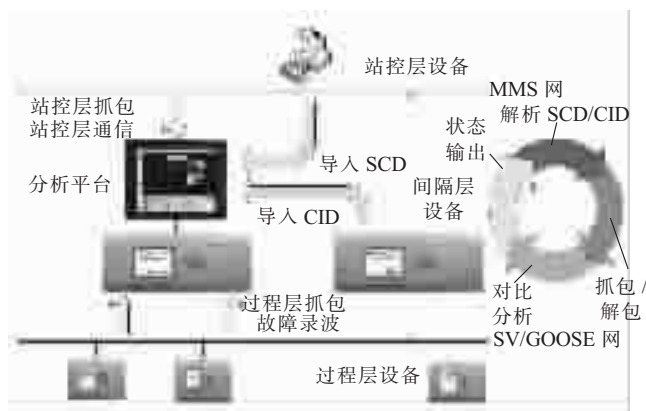 站控层设备
MMS 网
解析 SCD/CID
站控层抓包
站控层通信
状态
输出
导入 SCD
分析平台
间隔层
设备
导入 CID
对比
分析
抓包 /
解包
过程层抓包
故障录波
SV/GOOSE 网
过程层设备